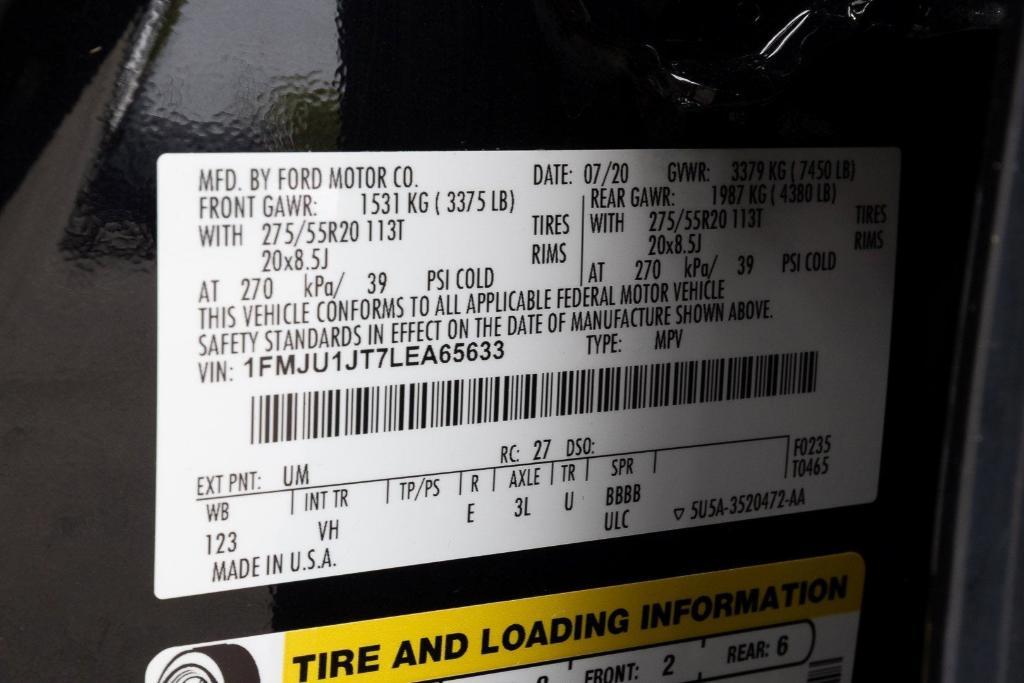 MFD. BY FORD MOTOR CO. DATE: 07/20 GVWR: 3379 KG ( 7450 LB)
FRONT GAWR: 1531 KG ( 3375 LB) REAR GAWR: 1987 KG ( 4380 LB)
WITH 275/55R20 113T TIRES WITH 275/55R20 113T TIRES
20x8.5J RIMS 20x8.5J RIMS
AT 270 kPa/ 39 PSI COLD AT 270 kPa/ 39 PSI COLD
THIS VEHICLE CONFORMS TO ALL APPLICABLE FEDERAL MOTOR VEHICLE
SAFETY STANDARDS IN EFFECT ON THE DATE OF MANUFACTURE SHOWN ABOVE.
VIN: 1FMJU1JT7LEA65633 TYPE: MPV
EXT PNT: UM RC: 27 DSO: F0235
WB INT TR TP/PS R AXLE TR SPR T0465
123 VH E 3L U BBBB
ULC ▽ 5U5A-3520472-AA
MADE IN U.S.A.
TIRE AND LOADING INFORMATION
FRONT: 2 REAR: 6